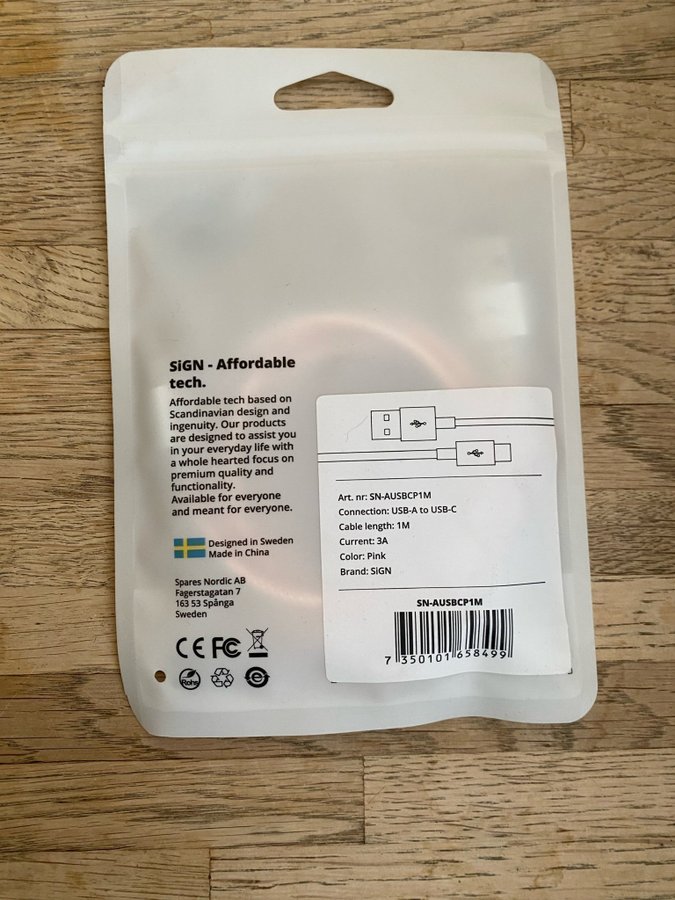 SiGN - Affordable
tech.
Affordable tech based on
Scandinavian design and
ingenuity. Our products
are designed to assist you
in your everyday life with
a whole hearted focus on
premium quality and
functionality.
Available for everyone
and meant for everyone.
Designed in Sweden
Made in China
Spares Nordic AB
Fagerstagatan 7
163 53 Spånga
Sweden
CE FC
RoHS e
Art. nr: SN-AUSBCP1M
Connection: USB-A to USB-C
Cable length: 1M
Current: 3A
Color: Pink
Brand: SiGN
SN-AUSBCP1M
7 350101 658499